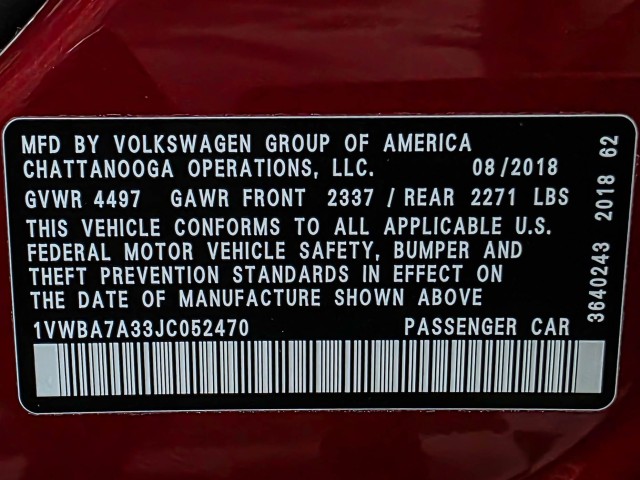 MFD BY VOLKSWAGEN GROUP OF AMERICA
CHATTANOOGA OPERATIONS, LLC. 08/2018
GVWR 4497 GAWR FRONT 2337 / REAR 2271 LBS
THIS VEHICLE CONFORMS TO ALL APPLICABLE U.S.
FEDERAL MOTOR VEHICLE SAFETY, BUMPER AND
THEFT PREVENTION STANDARDS IN EFFECT ON
THE DATE OF MANUFACTURE SHOWN ABOVE
1VWBA7A33JC052470 PASSENGER CAR
3640243 2018 62